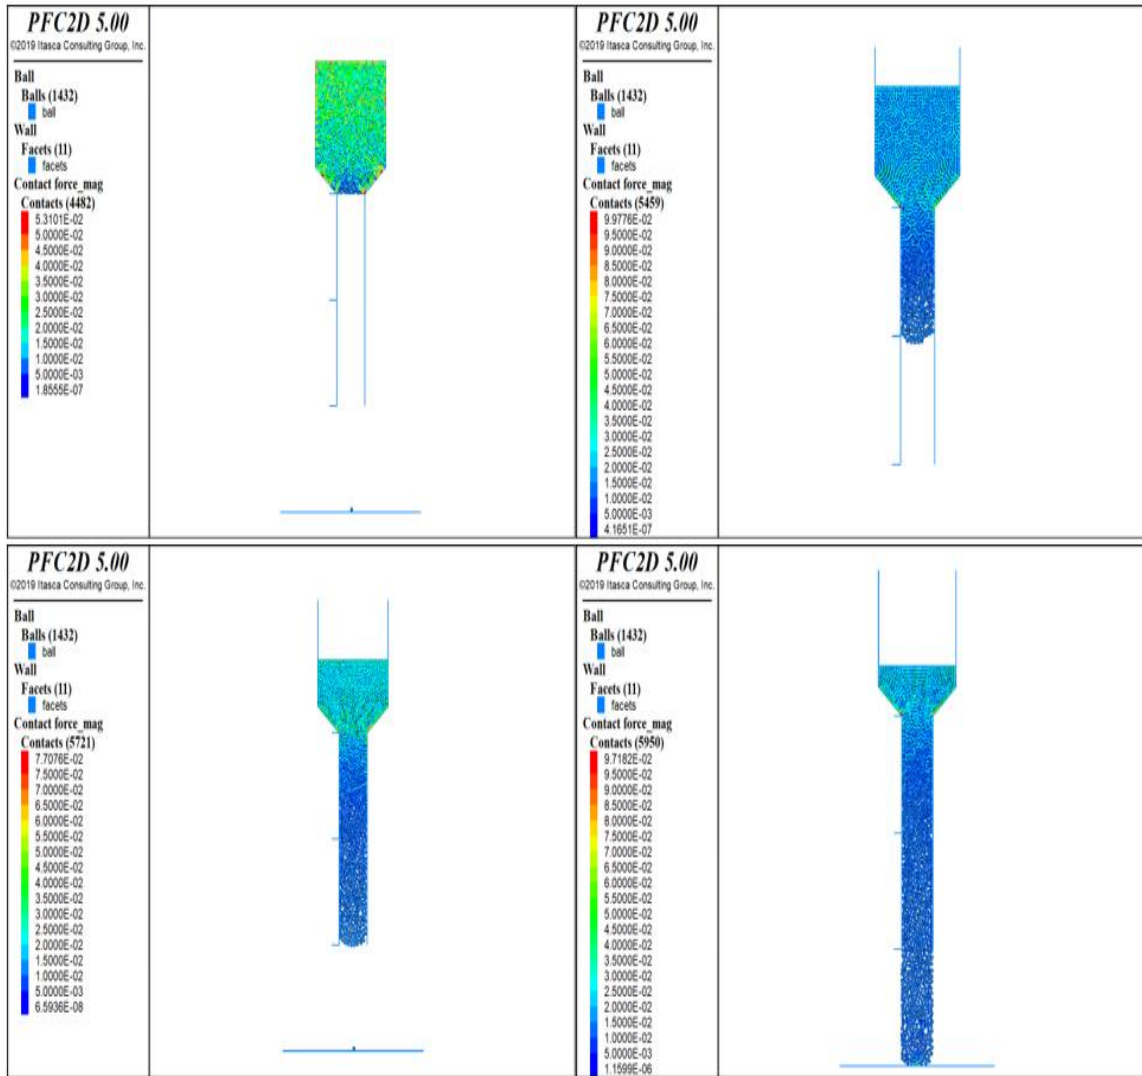 PFC2D 5.00
©2019 Itasca Consulting Group, Inc.
Ball
Balls (1432)
ball
Wall
Facets (11)
facets
Contact force_mag
Contacts (4482)
5.3101E-02
5.0000E-02
4.5000E-02
4.0000E-02
3.5000E-02
3.0000E-02
2.5000E-02
2.0000E-02
1.5000E-02
1.0000E-02
5.0000E-03
1.8555E-07
PFC2D 5.00
©2019 Itasca Consulting Group, Inc.
Ball
Balls (1432)
ball
Wall
Facets (11)
facets
Contact force_mag
Contacts (5459)
9.9776E-02
9.5000E-02
9.0000E-02
8.5000E-02
8.0000E-02
7.5000E-02
7.0000E-02
6.5000E-02
6.0000E-02
5.5000E-02
5.0000E-02
4.5000E-02
4.0000E-02
3.5000E-02
3.0000E-02
2.5000E-02
2.0000E-02
1.5000E-02
1.0000E-02
5.0000E-03
4.1651E-07
PFC2D 5.00
©2019 Itasca Consulting Group, Inc.
Ball
Balls (1432)
ball
Wall
Facets (11)
facets
Contact force_mag
Contacts (5721)
7.7076E-02
7.5000E-02
7.0000E-02
6.5000E-02
6.0000E-02
5.5000E-02
5.0000E-02
4.5000E-02
4.0000E-02
3.5000E-02
3.0000E-02
2.5000E-02
2.0000E-02
1.5000E-02
1.0000E-02
5.0000E-03
6.5936E-08
PFC2D 5.00
©2019 Itasca Consulting Group, Inc.
Ball
Balls (1432)
ball
Wall
Facets (11)
facets
Contact force_mag
Contacts (5950)
9.7182E-02
9.5000E-02
9.0000E-02
8.5000E-02
8.0000E-02
7.5000E-02
7.0000E-02
6.5000E-02
6.0000E-02
5.5000E-02
5.0000E-02
4.5000E-02
4.0000E-02
3.5000E-02
3.0000E-02
2.5000E-02
2.0000E-02
1.5000E-02
1.0000E-02
5.0000E-03
1.1599E-06